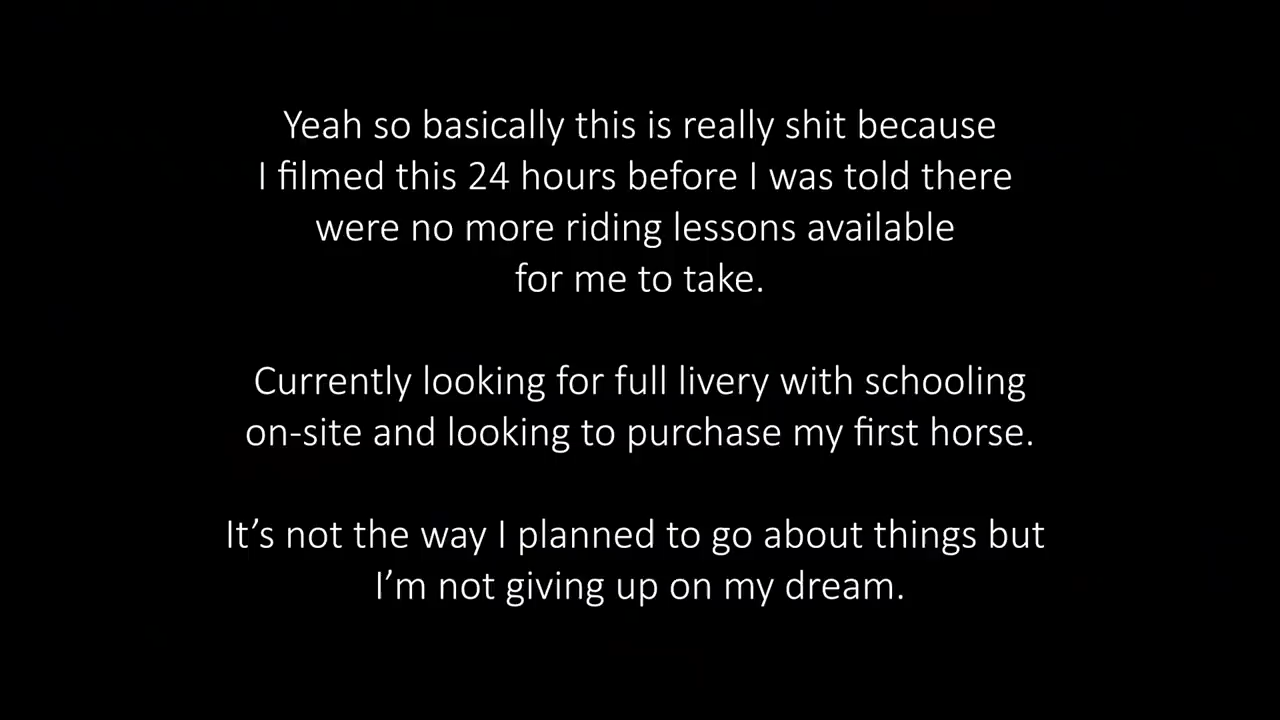 Yeah so basically this is really shit because
I filmed this 24 hours before I was told there
were no more riding lessons available
for me to take.
Currently looking for full livery with schooling
on-site and looking to purchase my first horse.
It’s not the way I planned to go about things but
I’m not giving up on my dream.